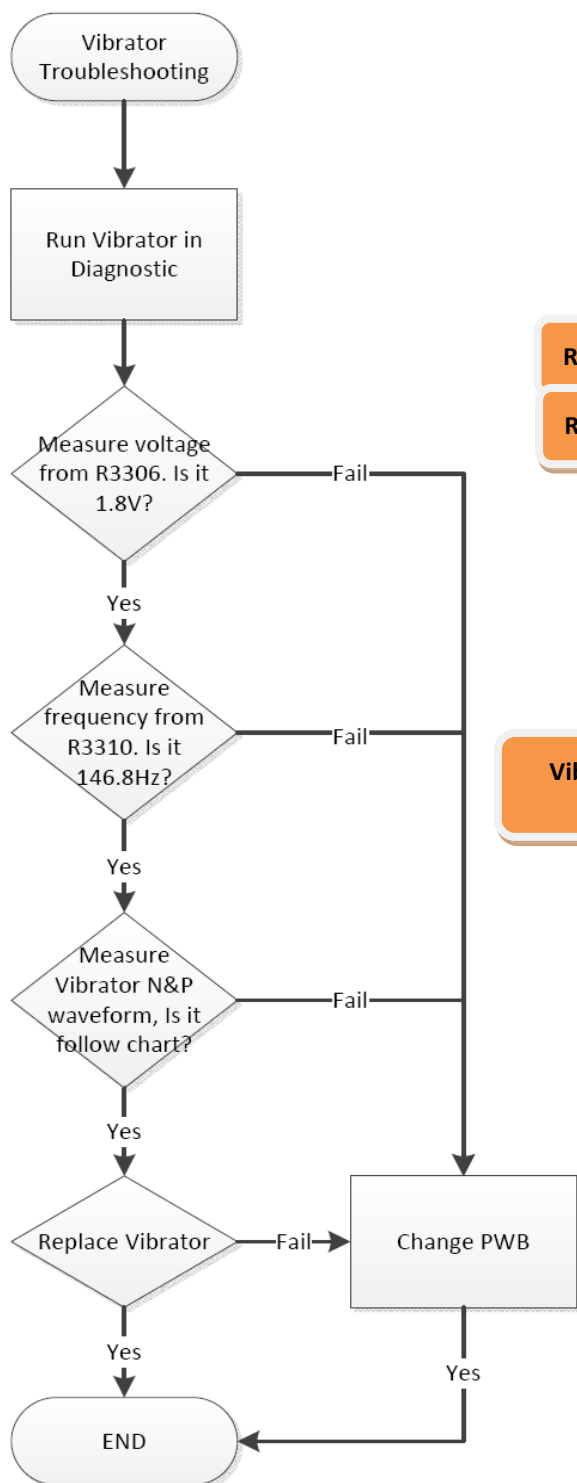 Vibrator
Troubleshooting
Run Vibrator in
Diagnostic
R
R
Measure voltage
from R3306. Is it
1.8V?
Fail
Yes
Measure
frequency from
R3310. Is it
146.8Hz?
Fail
Vib
Yes
Measure
Vibrator N&P
waveform, Is it
follow chart?
Fail
Yes
Replace Vibrator
Fail
Change PWB
Yes
Yes
END